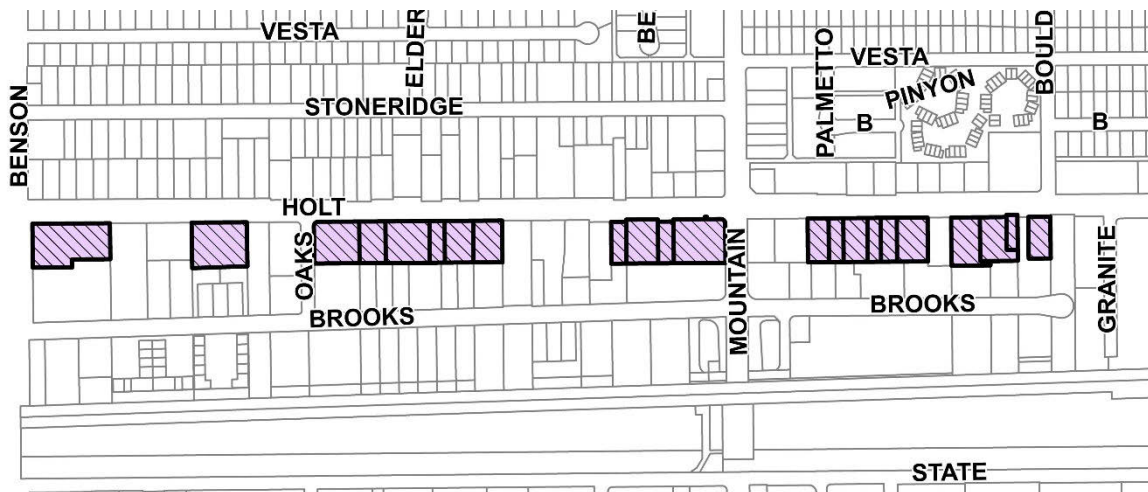 VESTA
ELDER
BE
PALMETTO
VESTA
BOULD
PINYON
BENSON
STONERIDGE
B
B
HOLT
OAKS
MOUNTAIN
GRANITE
BROOKS
BROOKS
STATE